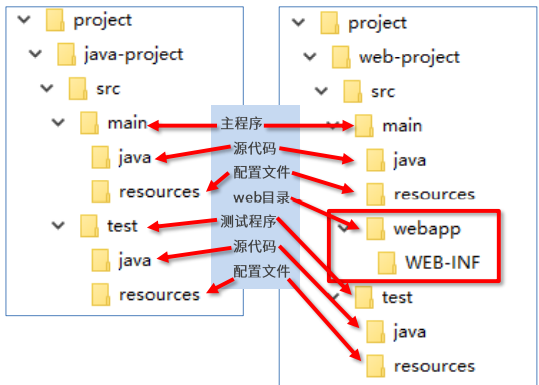 project
java-project
src
main
java
resources
test
java
resources
主程序
源代码
配置文件
web目录
测试程序
源代码
配置文件
project
web-project
src
main
java
resources
webapp
WEB-INF
test
java
resources